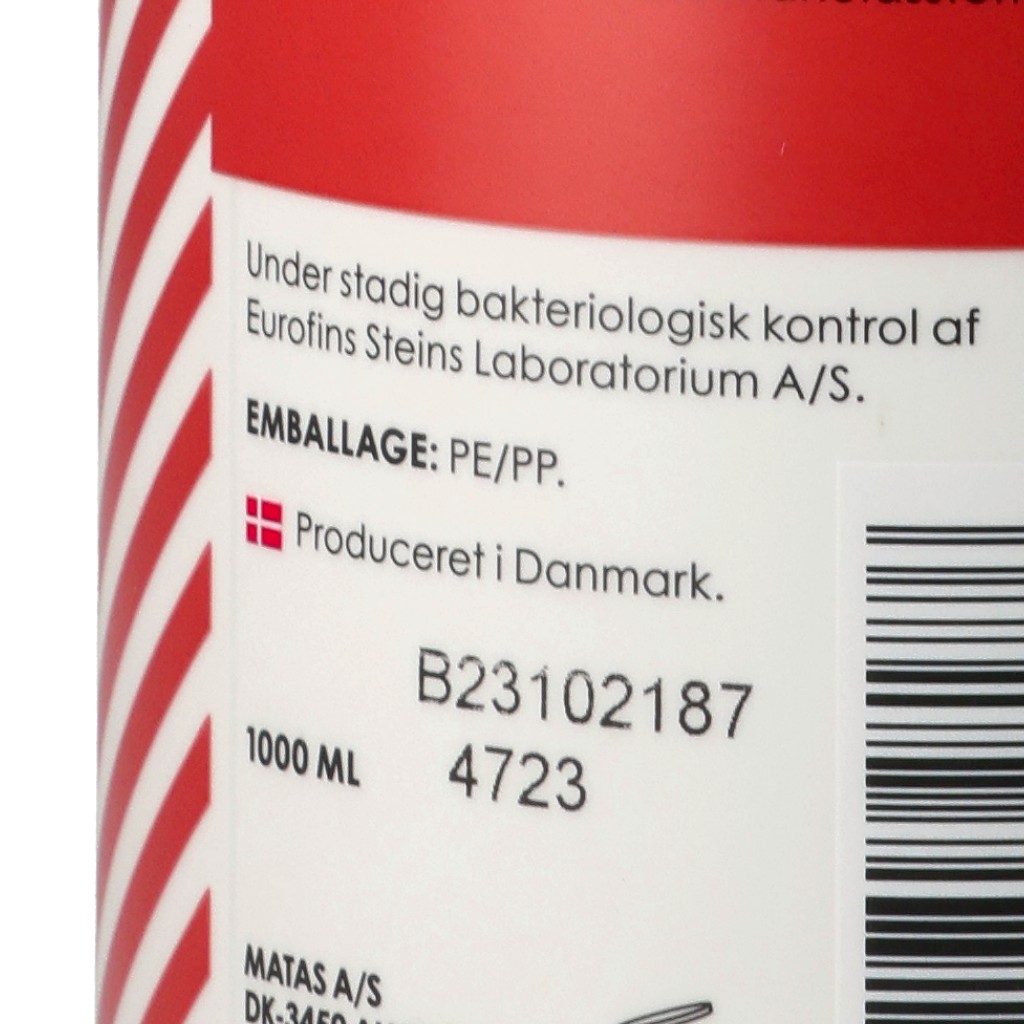 Under stadig bakteriologisk kontrol af
Eurofins Steins Laboratorium A/S.
EMBALLAGE: PE/PP.
Produceret i Danmark.
B23102187
1000 ML 4723
MATAS A/S